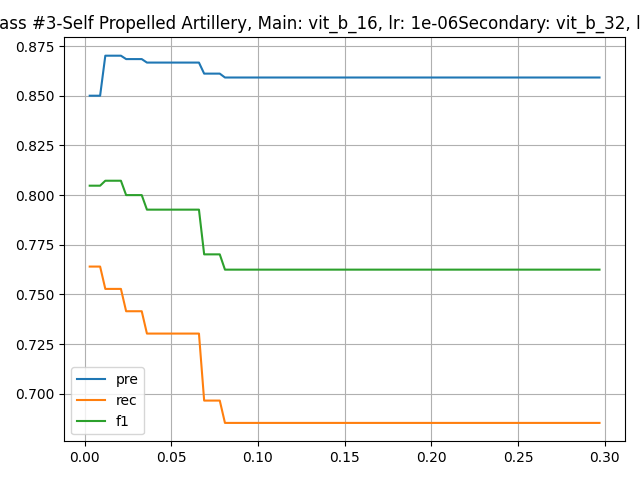 ass #3-Self Propelled Artillery, Main: vit_b_16, lr: 1e-06Secondary: vit_b_32, l
0.875
0.850
0.825
0.800
0.775
0.750
0.725
0.700
pre
rec
f1
0.00 0.05 0.10 0.15 0.20 0.25 0.30